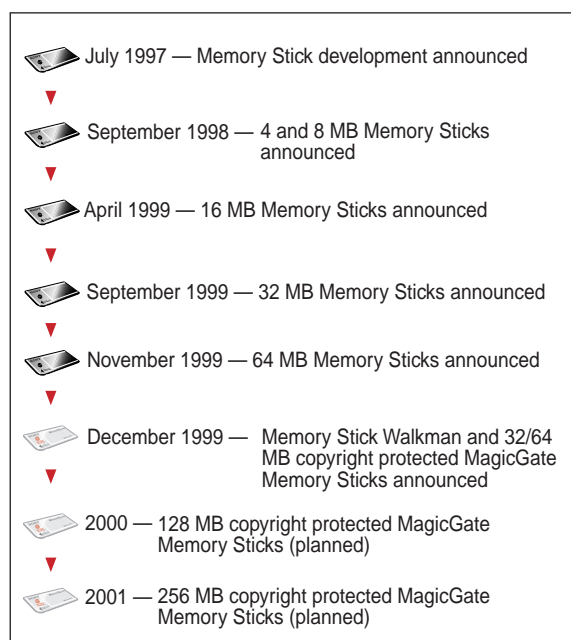 July 1997 — Memory Stick development announced
September 1998 — 4 and 8 MB Memory Sticks
announced
April 1999 — 16 MB Memory Sticks announced
September 1999 — 32 MB Memory Sticks announced
November 1999 — 64 MB Memory Sticks announced
December 1999 — Memory Stick Walkman and 32/64
MB copyright protected MagicGate
Memory Sticks announced
2000 — 128 MB copyright protected MagicGate
Memory Sticks (planned)
2001 — 256 MB copyright protected MagicGate
Memory Sticks (planned)